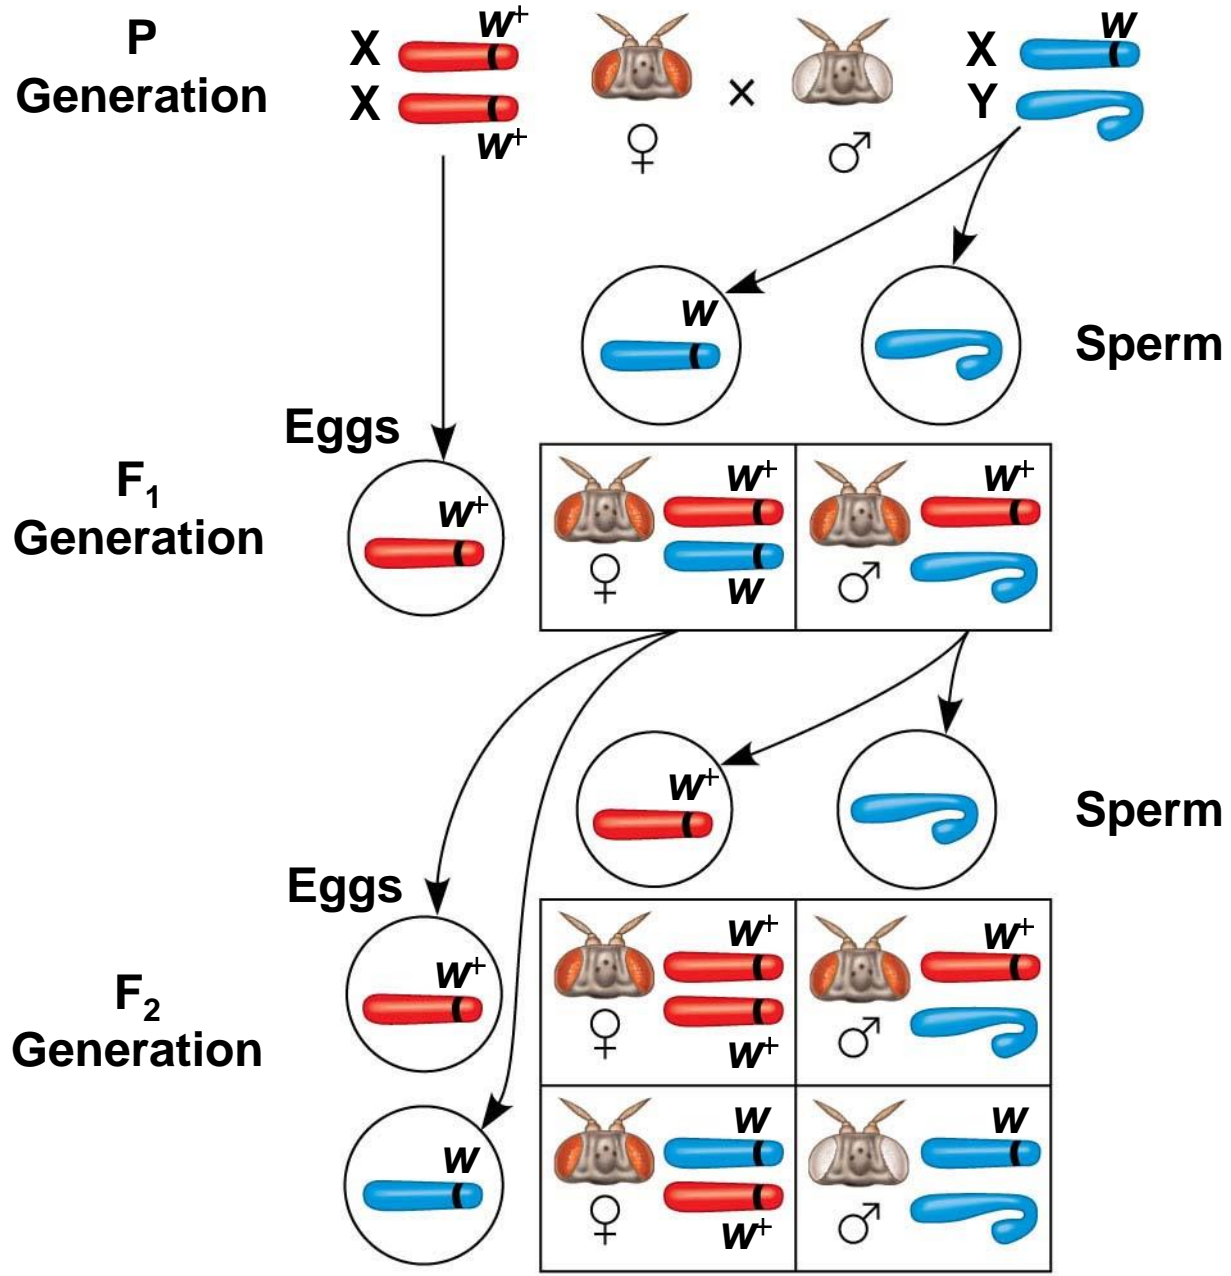 P
Generation
X
w+
X
w+
×
♀
♂
X
w
Y
w
Sperm
Eggs
F1
Generation
w+
w+
w
♀
w+
♂
w+
Sperm
Eggs
F2
Generation
w+
w
w+
w+
♀
w+
♂
w
w+
♀
w
♂